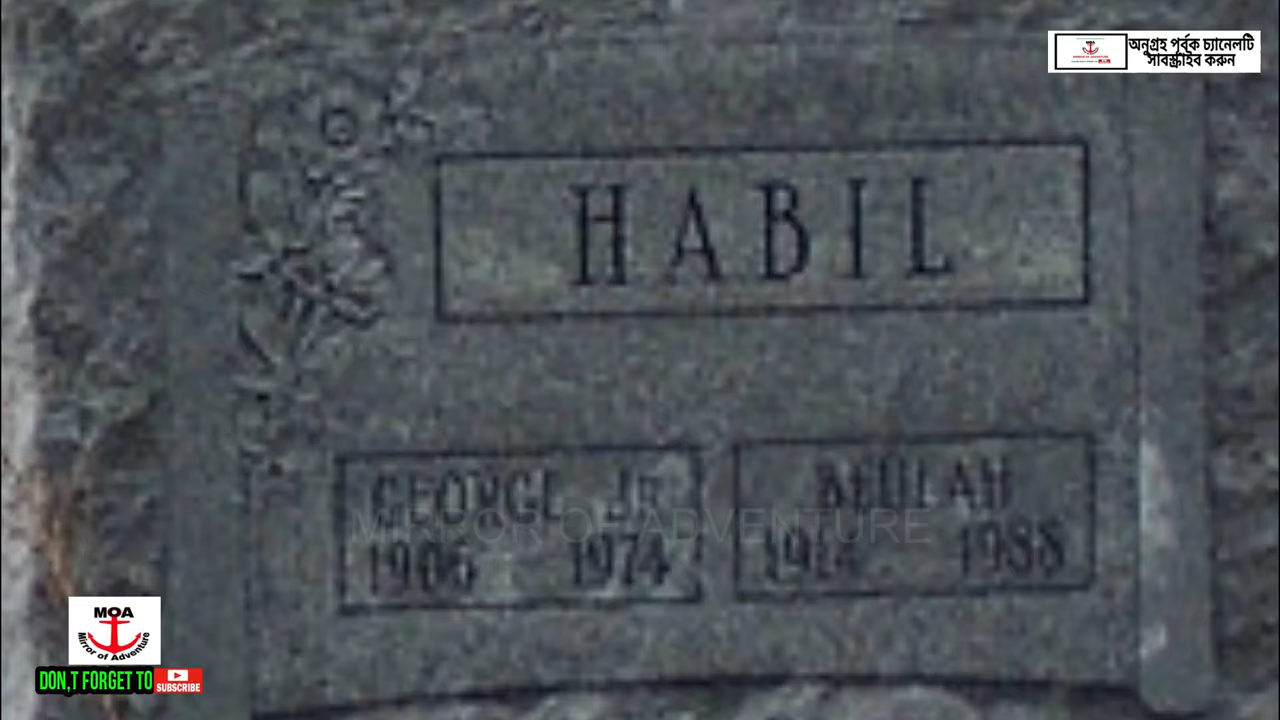 অনুগ্রহ পূর্বক চ্যানেলটি
সাবস্ক্রাইব করুন
HABIL
GEORGE JR
BEULAH
1906 1974
1988
MIRROR OF ADVENTURE
MOA
Mirror of Adventure
DON,T FORGET TO
SUBSCRIBE